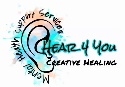 Mental Health Support Services
Hear 4 You
Creative Healing